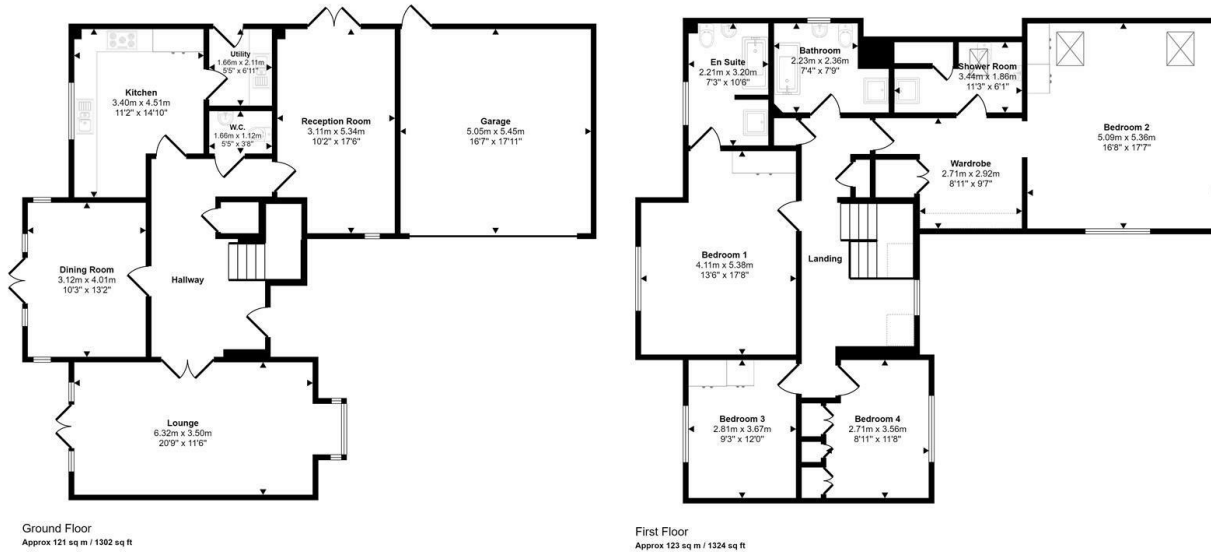 Kitchen
3.40m x 4.51m
11'2" x 14'10"
Utility
1.66m x 2.11m
5'5" x 6'11"
W.C.
1.66m x 1.12m
5'5" x 3'8"
Reception Room
3.11m x 5.34m
10'2" x 17'6"
Garage
5.05m x 5.45m
16'7" x 17'11"
Dining Room
3.12m x 4.01m
10'3" x 13'2"
Hallway
Lounge
6.32m x 3.50m
20'9" x 11'6"
Ground Floor
Approx 121 sq m / 1302 sq ft
En Suite
2.21m x 3.20m
7'3" x 10'6"
Bathroom
2.23m x 2.36m
7'4" x 7'9"
Shower Room
3.44m x 1.86m
11'3" x 6'1"
Bedroom 2
5.09m x 5.36m
16'8" x 17'7"
Wardrobe
2.71m x 2.92m
8'11" x 9'7"
Bedroom 1
4.11m x 5.38m
13'6" x 17'8"
Landing
Bedroom 3
2.81m x 3.67m
9'3" x 12'0"
Bedroom 4
2.71m x 3.56m
8'11" x 11'8"
First Floor
Approx 123 sq m / 1324 sq ft